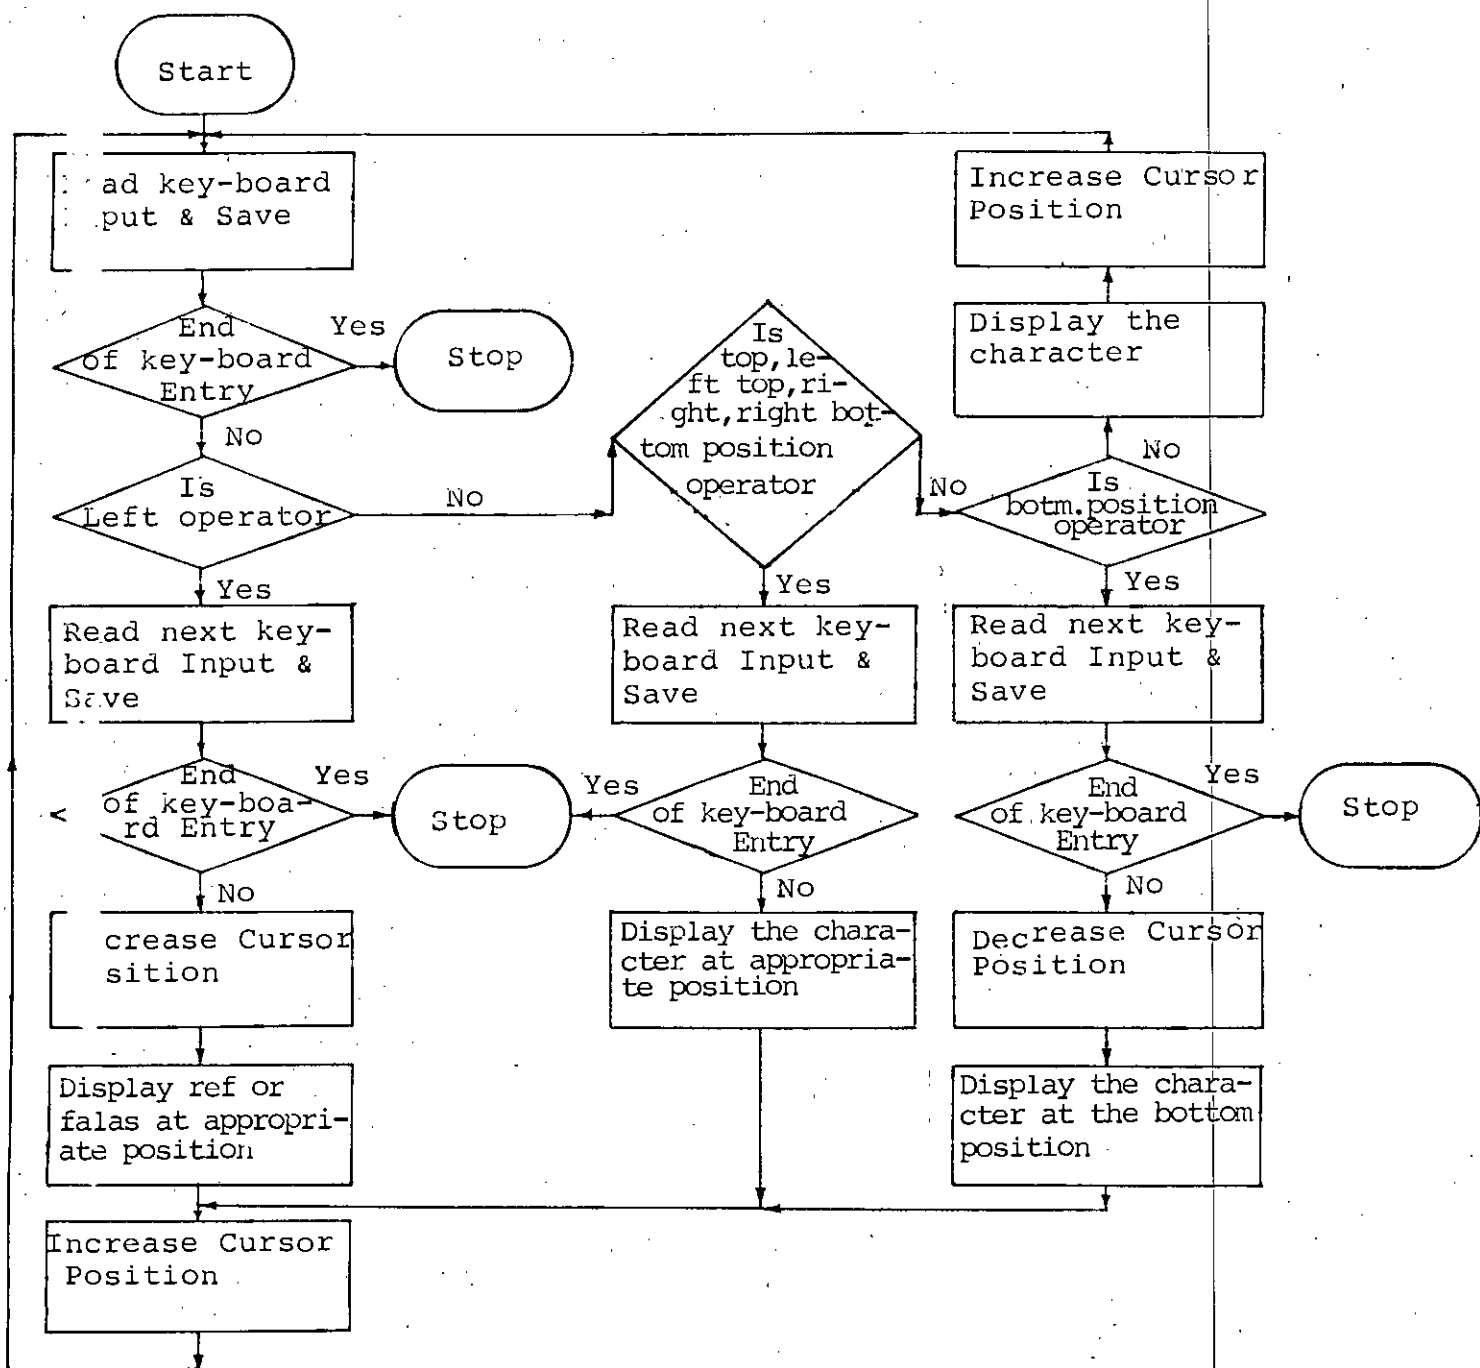 Start
ad key-board
put & Save
Increase Cursor
Position
End
of key-board
Entry
Yes
Stop
No
Is
top,le-
ft top,ri-
ght,right bot-
tom position
operator
Display the
character
No
Is
Left operator
No
No
Is
botm.position
operator
Yes
Yes
Yes
Read next key-
board Input &
Save
Read next key-
board Input &
Save
Read next key-
board Input &
Save
End
of key-boa-
rd Entry
Yes
Stop
Yes
End
of key-board
Entry
End
of key-board
Entry
Yes
Stop
No
No
No
crease Cursor
sition
Display the chara-
cter at appropria-
te position
Decrease Cursor
Position
Display ref or
falas at appropri-
ate position
Display the chara-
cter at the bottom
position
Increase Cursor
Position